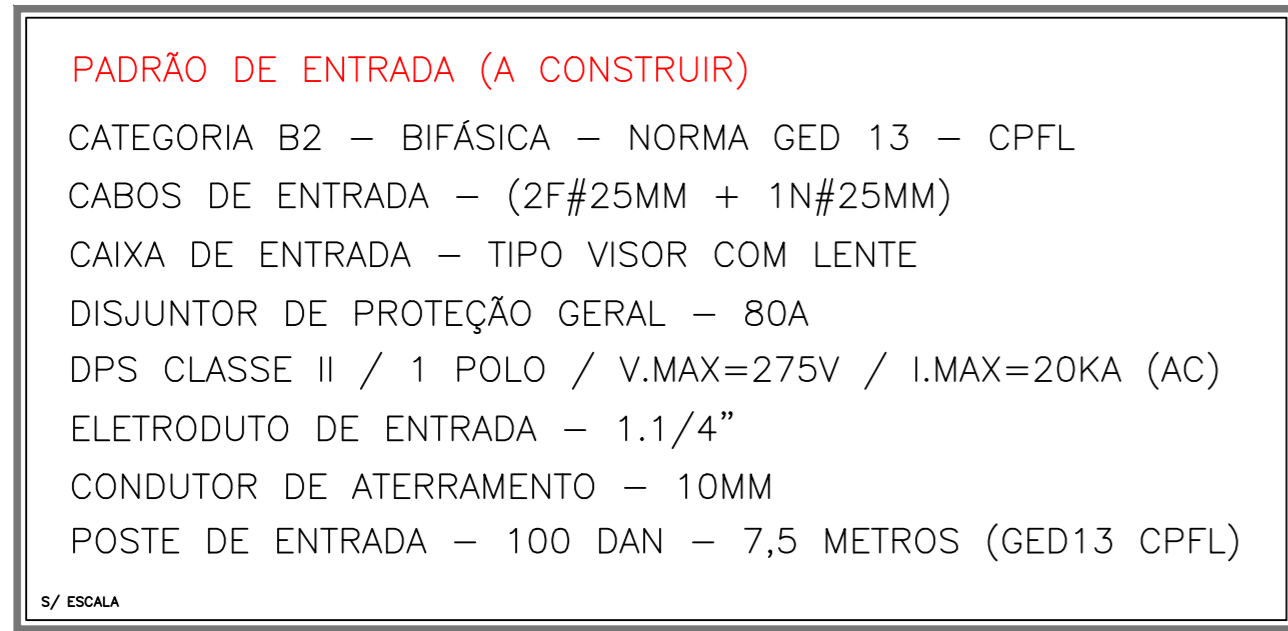 PADRÃO DE ENTRADA (A CONSTRUIR)
CATEGORIA B2 – BIFÁSICA – NORMA GED 13 – CPFL
CABOS DE ENTRADA – (2F#25MM + 1N#25MM)
CAIXA DE ENTRADA – TIPO VISOR COM LENTE
DISJUNTOR DE PROTEÇÃO GERAL – 80A
DPS CLASSE II / 1 POLO / V.MAX=275V / I.MAX=20KA (AC)
ELETRODUTO DE ENTRADA – 1.1/4”
CONDUTOR DE ATERRAMENTO – 10MM
POSTE DE ENTRADA – 100 DAN – 7,5 METROS (GED13 CPFL)
S/ ESCALA